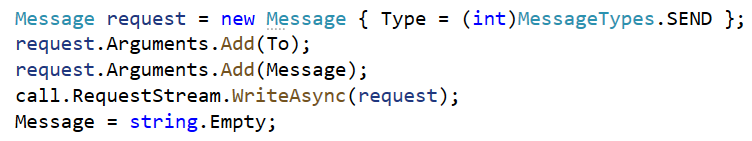 Message request = new Message { Type = (int)MessageTypes.SEND };
request.Arguments.Add(To);
request.Arguments.Add(Message);
call.RequestStream.WriteAsync(request);
Message = string.Empty;